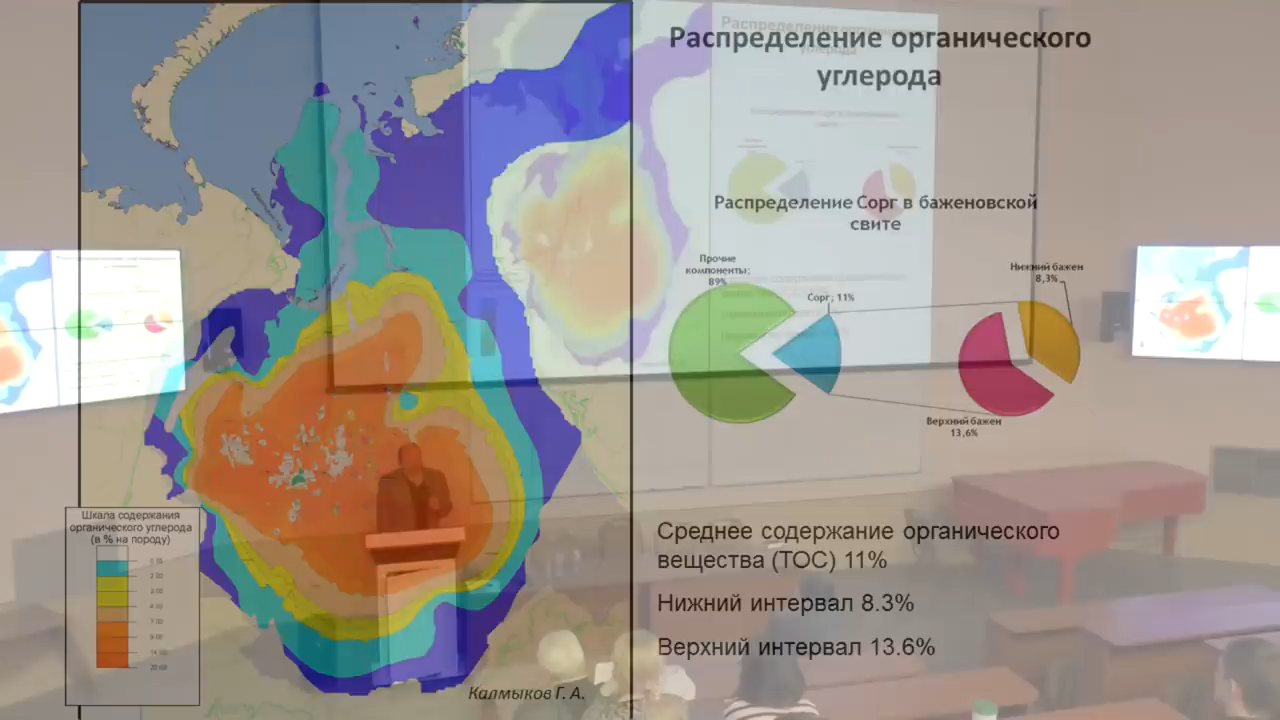 Распределение органического
углерода
Распределение Сорг в баженовской
свите
Прочие
компоненты;
89%
Сорг; 11%
Нижний бажен
8,3%
Верхний бажен
13,6%
Среднее содержание органического
вещества (ТОС) 11%
Нижний интервал 8.3%
Верхний интервал 13.6%
Шкала содержания
органического углерода
(в % на породу)
Калмыков Г. А.